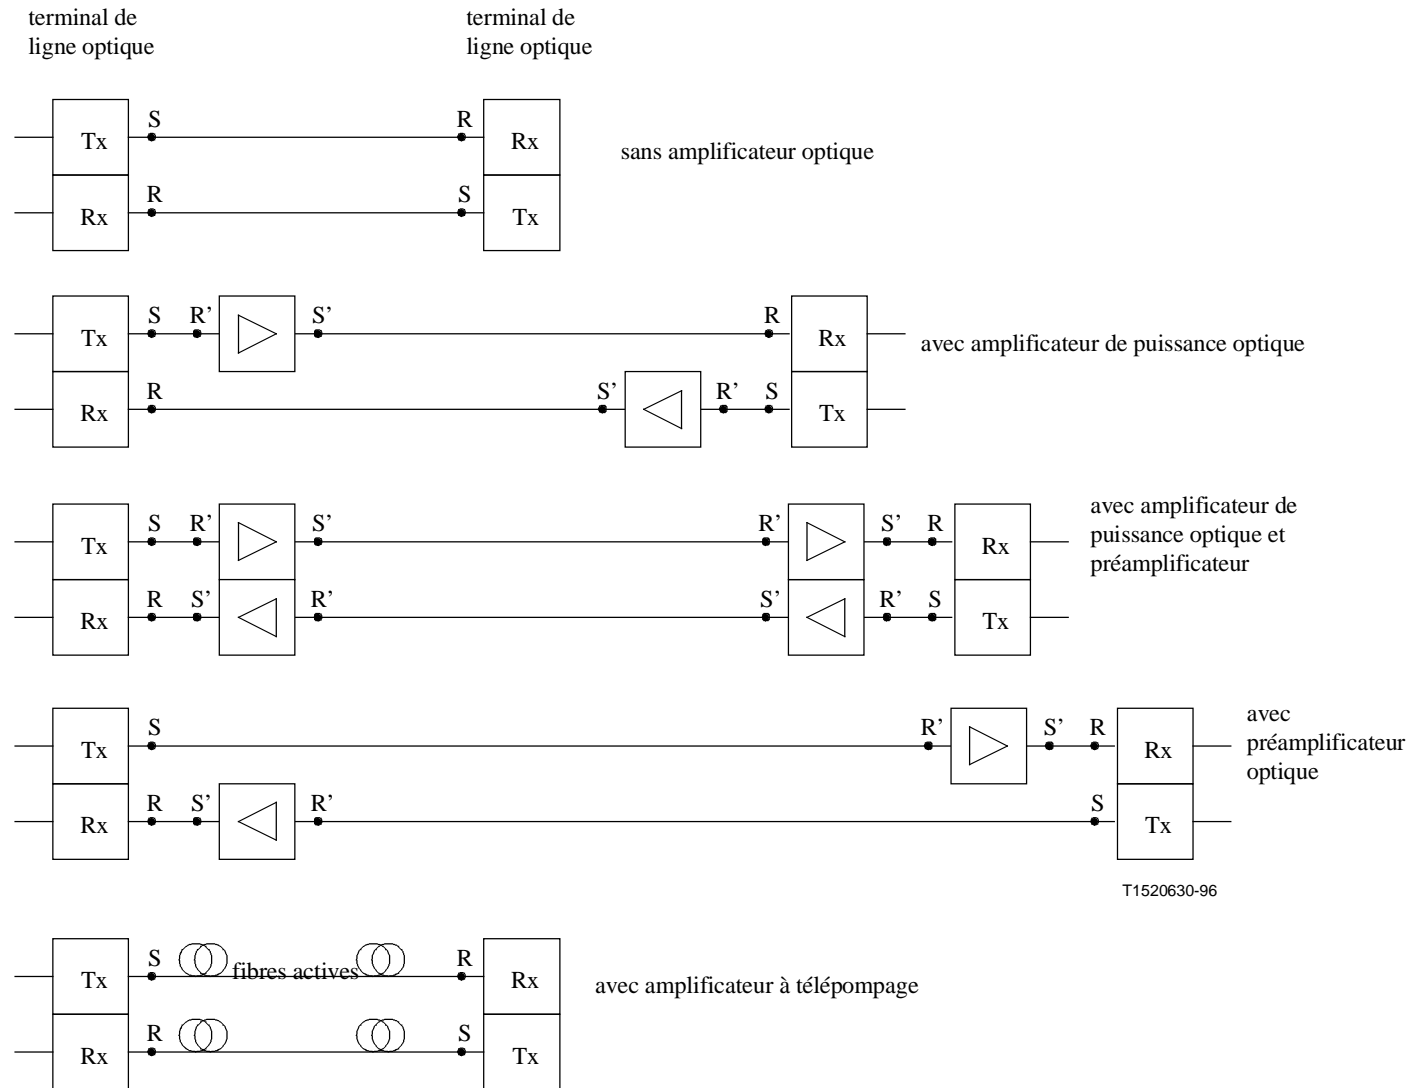 terminal de
ligne optique
terminal de
ligne optique
Tx S R Rx
sans amplificateur optique
Rx R S Tx
Tx S R’ S’ R Rx
avec amplificateur de puissance optique
Rx R S' R’ S Tx
Tx S R’ S’ R’ S’ R Rx
avec amplificateur de
puissance optique et
préamplificateur
Rx R S’ R’ S’ R’ S Tx
Tx S R’ S’ R Rx
avec
préamplificateur
optique
Rx R S’ R’ S Tx
T1520630-96
Tx S fibres actives R Rx
avec amplificateur à télépompage
Rx R S Tx